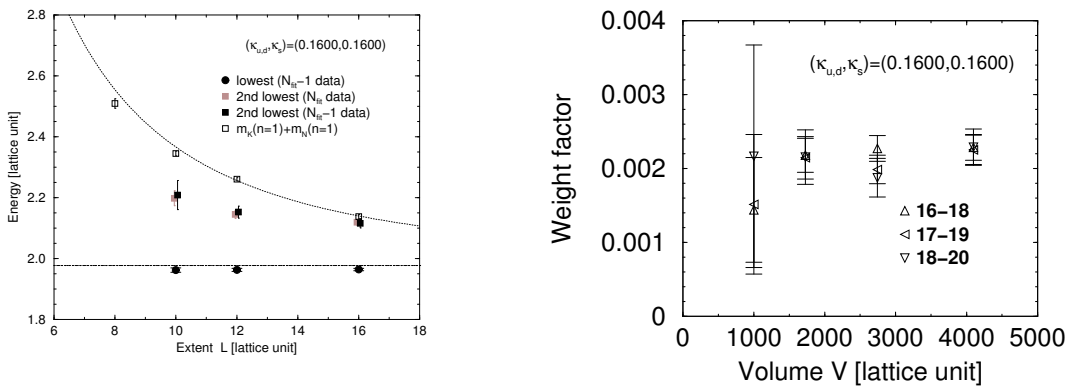 2.8
2.6
2.4
2.2
2.0
1.8
Energy [lattice unit]
(κu,d,κs)=(0.1600,0.1600)
lowest (Nfit−1 data)
2nd lowest (Nfit data)
2nd lowest (Nfit−1 data)
mK(n=1)+mN(n=1)
6 8 10 12 14 16 18
Extent L [lattice unit]
0.004
0.003
0.002
0.001
0
Weight factor
(κu,d,κs)=(0.1600,0.1600)
16−18
17−19
18−20
0 1000 2000 3000 4000 5000
Volume V [lattice unit]